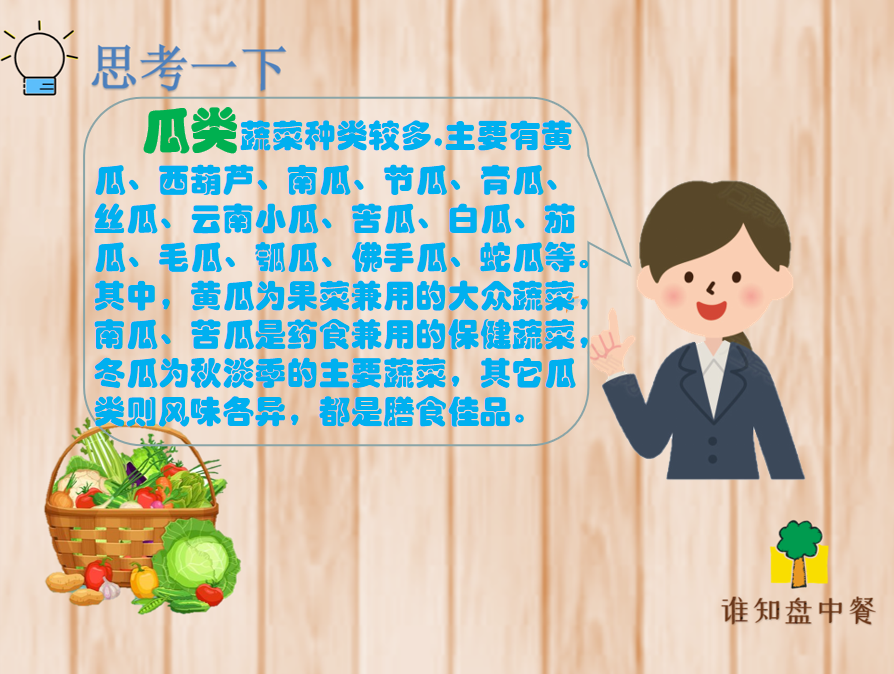 思考一下
瓜类蔬菜种类较多.主要有黄
瓜、西葫芦、南瓜、节瓜、青瓜、
丝瓜、云南小瓜、苦瓜、白瓜、茄
瓜、毛瓜、瓠瓜、佛手瓜、蛇瓜等。
其中，黄瓜为果菜兼用的大众蔬菜，
南瓜、苦瓜是药食兼用的保健蔬菜，
冬瓜为秋淡季的主要蔬菜，其它瓜
类则风味各异，都是膳食佳品。
谁知盘中餐